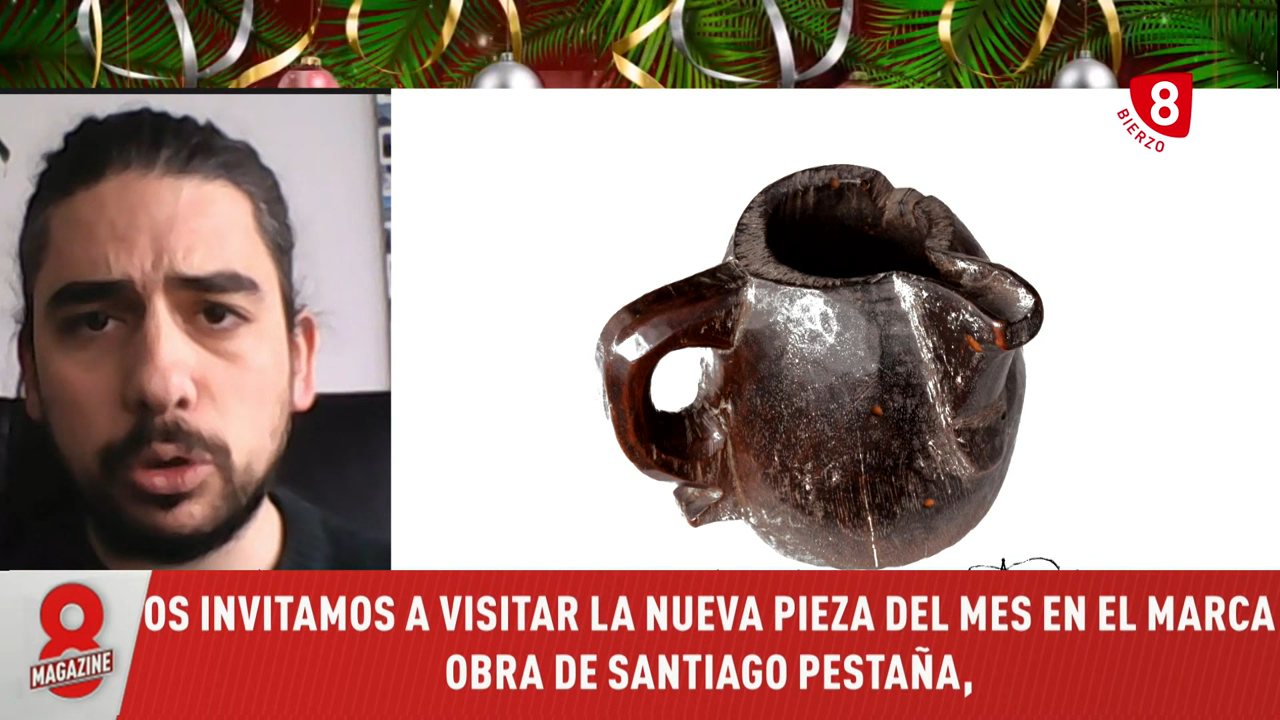 8
BIERZO
8
MAGAZINE
OS INVITAMOS A VISITAR LA NUEVA PIEZA DEL MES EN EL MARCA
OBRA DE SANTIAGO PESTAÑA,